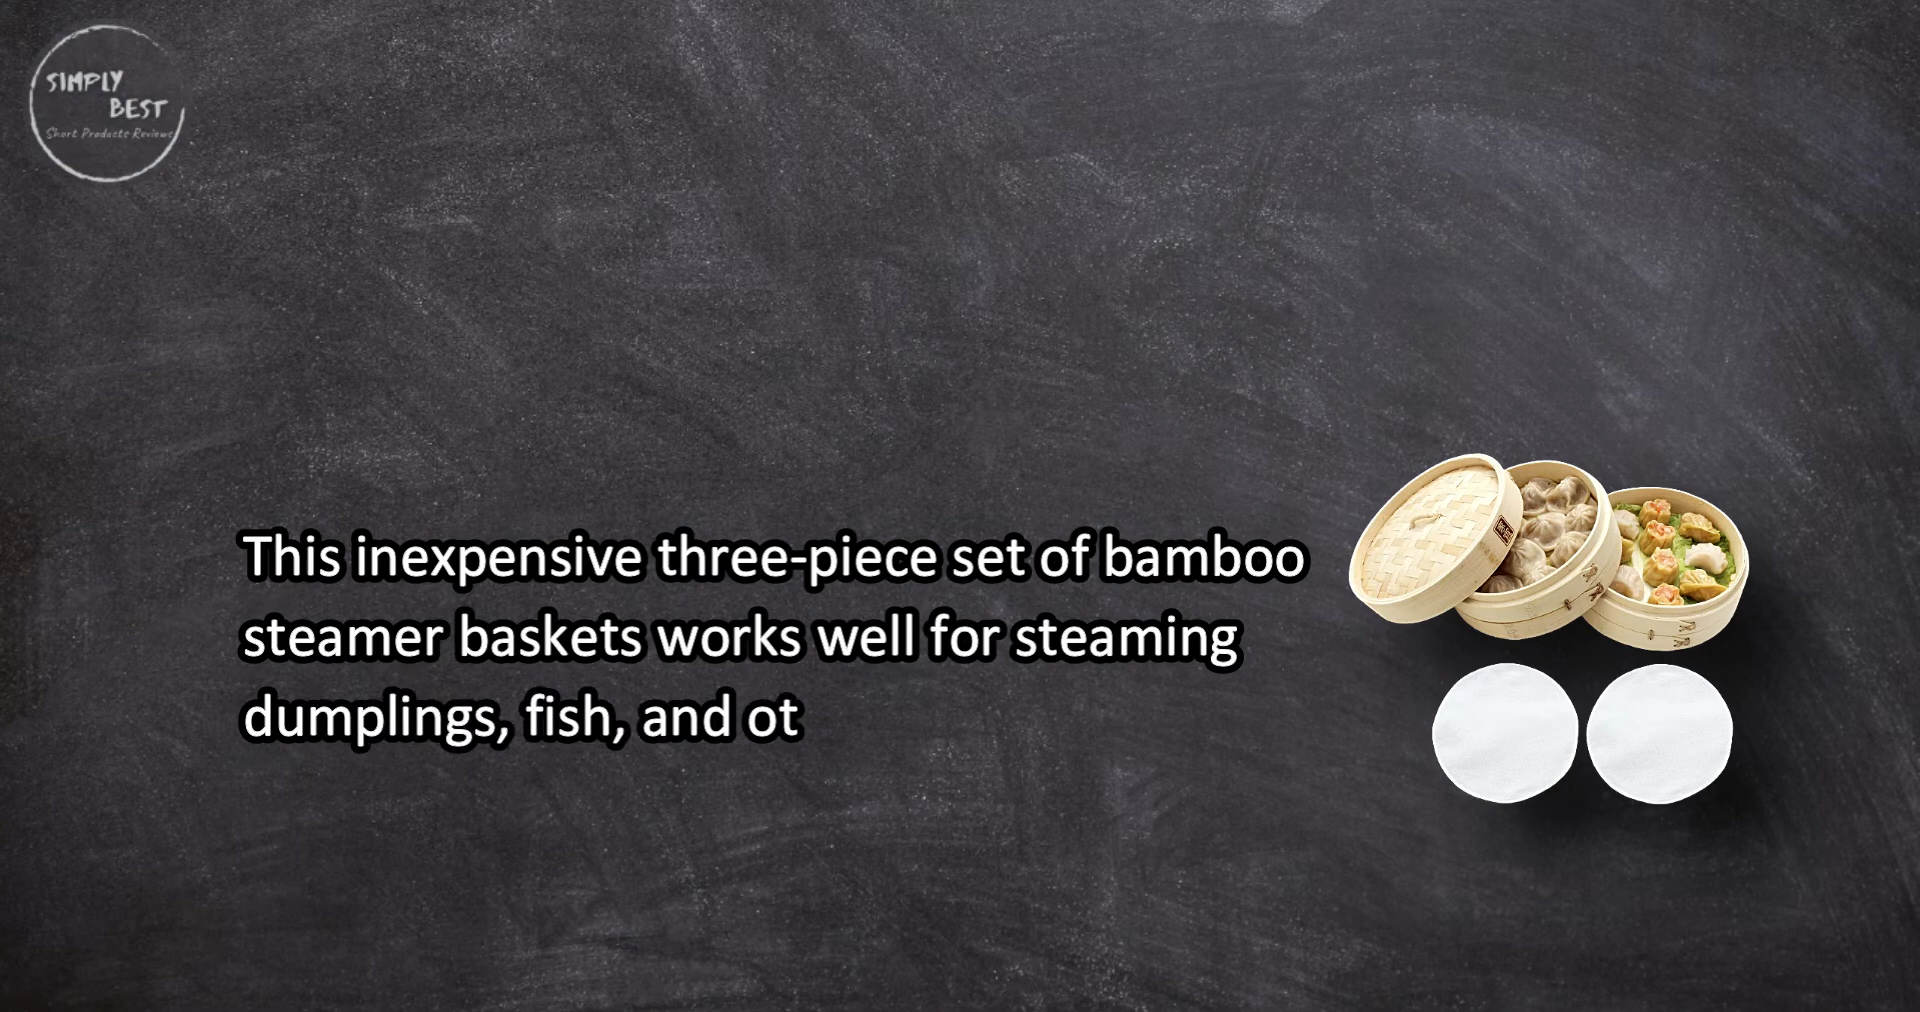 SIMPLY
BEST
Short Products Reviews
This inexpensive three-piece set of bamboo
steamer baskets works well for steaming
dumplings, fish, and ot